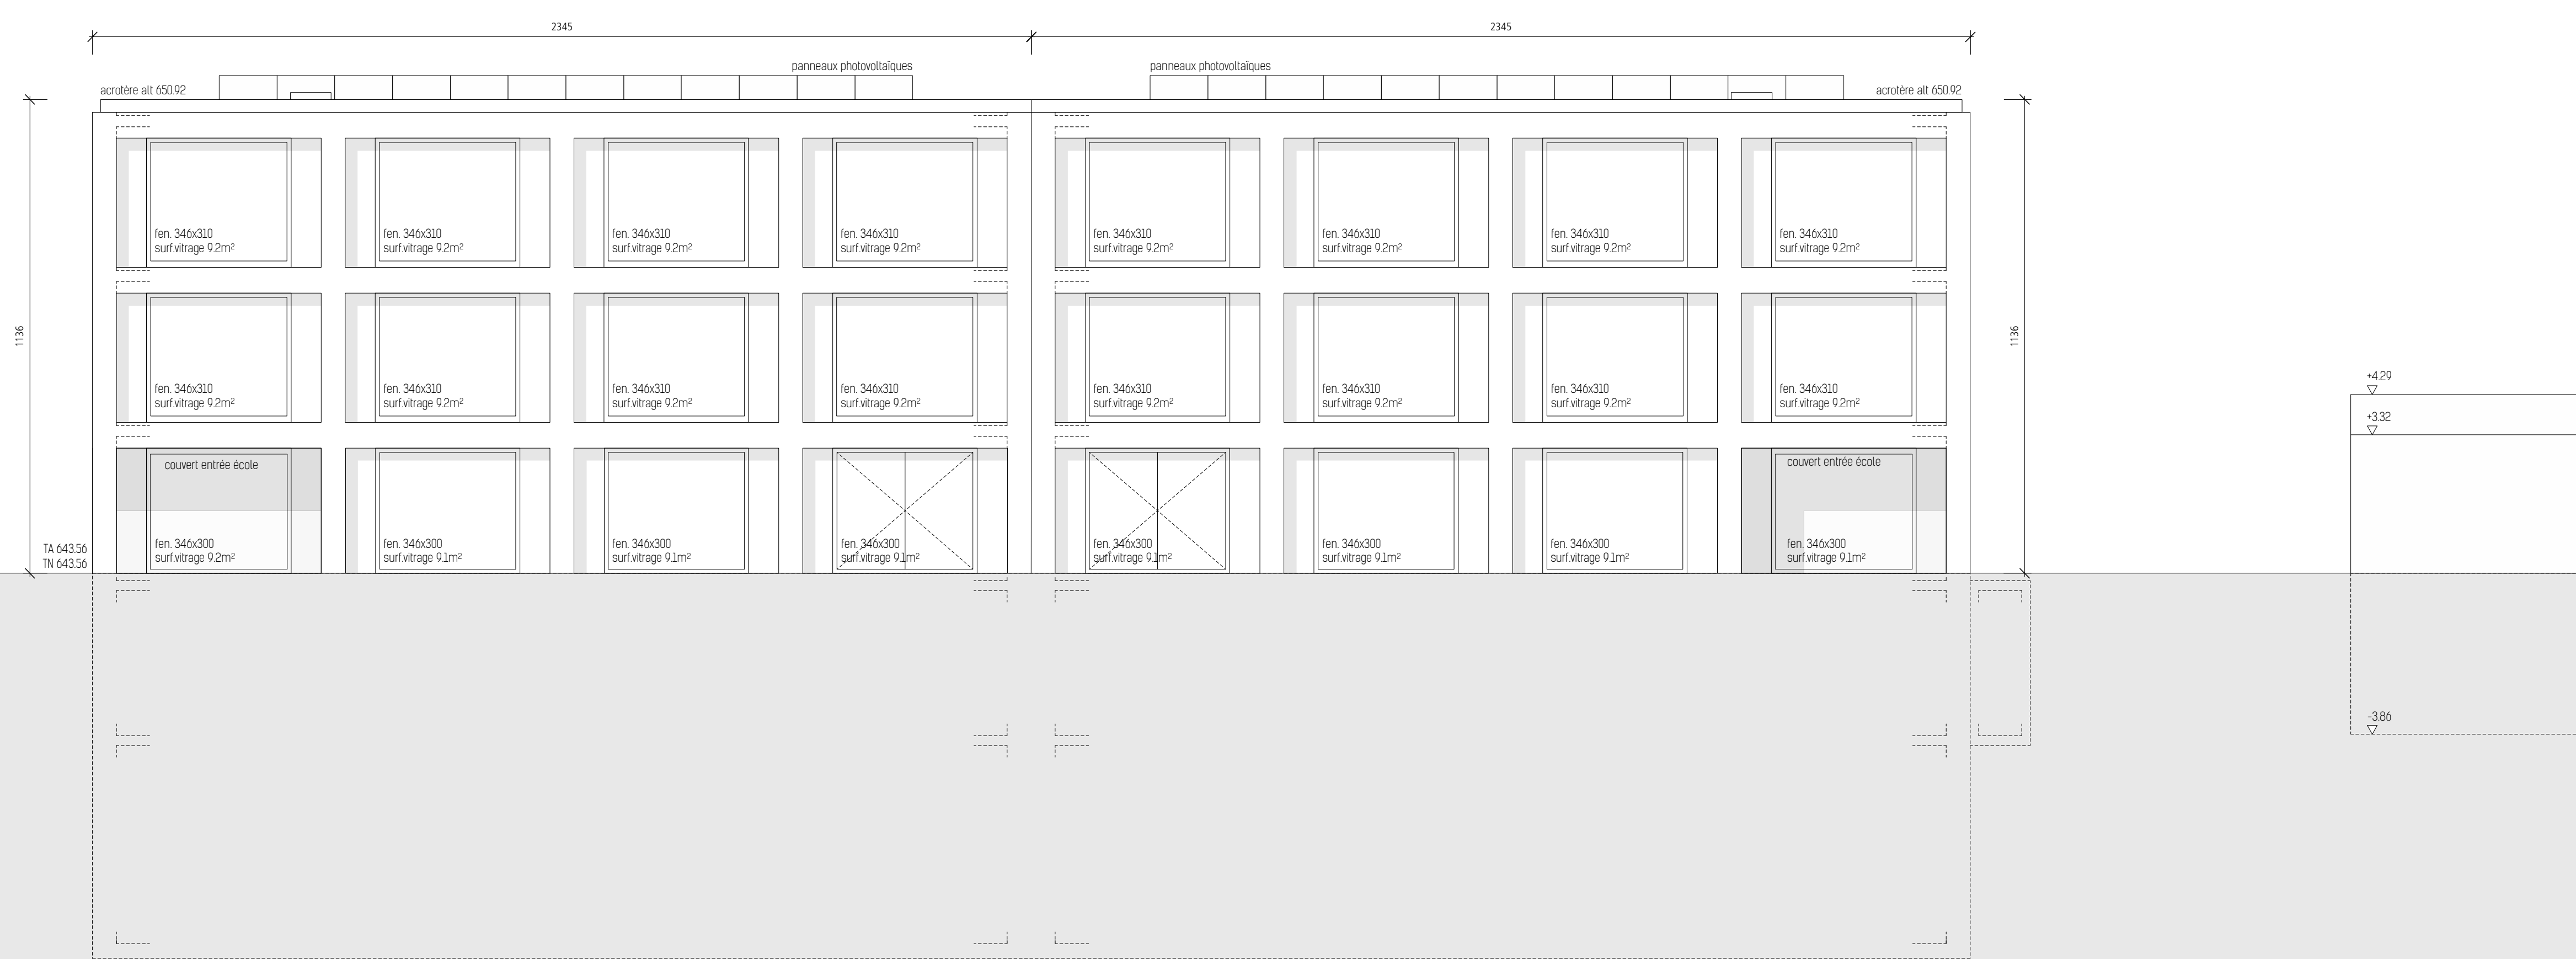 2345
2345
panneaux photovoltaïques
panneaux photovoltaïques
acrotère alt 650.92
acrotère alt 650.92
fen. 346x310
surf.vitrage 9.2m²
fen. 346x310
surf.vitrage 9.2m²
fen. 346x310
surf.vitrage 9.2m²
fen. 346x310
surf.vitrage 9.2m²
fen. 346x310
surf.vitrage 9.2m²
fen. 346x310
surf.vitrage 9.2m²
fen. 346x310
surf.vitrage 9.2m²
fen. 346x310
surf.vitrage 9.2m²
1136
1136
fen. 346x310
surf.vitrage 9.2m²
fen. 346x310
surf.vitrage 9.2m²
fen. 346x310
surf.vitrage 9.2m²
fen. 346x310
surf.vitrage 9.2m²
fen. 346x310
surf.vitrage 9.2m²
fen. 346x310
surf.vitrage 9.2m²
fen. 346x310
surf.vitrage 9.2m²
fen. 346x310
surf.vitrage 9.2m²
+4.29
+3.32
couvert entrée école
couvert entrée école
TA 643.56
TN 643.56
fen. 346x300
surf.vitrage 9.2m²
fen. 346x300
surf.vitrage 9.1m²
fen. 346x300
surf.vitrage 9.1m²
fen. 346x300
surf.vitrage 9.1m²
fen. 346x300
surf.vitrage 9.1m²
fen. 346x300
surf.vitrage 9.1m²
fen. 346x300
surf.vitrage 9.1m²
fen. 346x300
surf.vitrage 9.1m²
-3.86